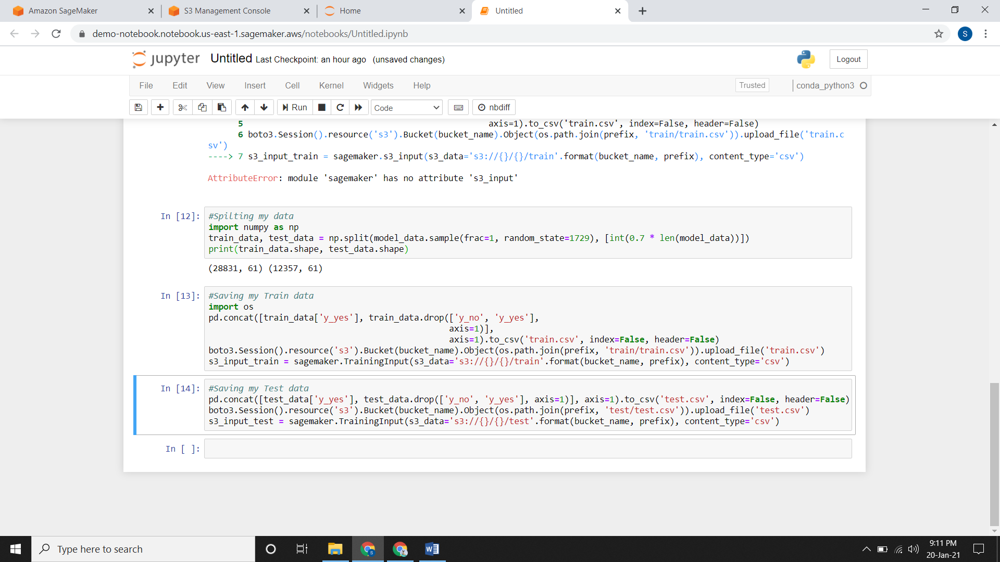 Amazon SageMaker
S3 Management Console
Home
Untitled
demo-notebook.notebook.us-east-1.sagemaker.aws/notebooks/Untitled.ipynb
S
jupyter Untitled Last Checkpoint: an hour ago (unsaved changes)
Logout
File Edit View Insert Cell Kernel Widgets Help
Trusted
conda_python3
Run
Code
nbdiff
5 axis=1).to_csv('train.csv', index=False, header=False)
6 boto3.Session().resource('s3').Bucket(bucket_name).Object(os.path.join(prefix, 'train/train.csv')).upload_file('train.c
sv')
----> 7 s3_input_train = sagemaker.s3_input(s3_data='s3://{}/{}/train'.format(bucket_name, prefix), content_type='csv')
AttributeError: module 'sagemaker' has no attribute 's3_input'
In [12]: #Spilting my data
import numpy as np
train_data, test_data = np.split(model_data.sample(frac=1, random_state=1729), [int(0.7 * len(model_data))])
print(train_data.shape, test_data.shape)
(28831, 61) (12357, 61)
In [13]: #Saving my Train data
import os
pd.concat([train_data['y_yes'], train_data.drop(['y_no', 'y_yes'],
axis=1)],
axis=1).to_csv('train.csv', index=False, header=False)
boto3.Session().resource('s3').Bucket(bucket_name).Object(os.path.join(prefix, 'train/train.csv')).upload_file('train.csv')
s3_input_train = sagemaker.TrainingInput(s3_data='s3://{}/{}/train'.format(bucket_name, prefix), content_type='csv')
In [14]: #Saving my Test data
pd.concat([test_data['y_yes'], test_data.drop(['y_no', 'y_yes'], axis=1)], axis=1).to_csv('test.csv', index=False, header=False)
boto3.Session().resource('s3').Bucket(bucket_name).Object(os.path.join(prefix, 'test/test.csv')).upload_file('test.csv')
s3_input_test = sagemaker.TrainingInput(s3_data='s3://{}/{}/test'.format(bucket_name, prefix), content_type='csv')
In [ ]:
Type here to search
9:11 PM
20-Jan-21